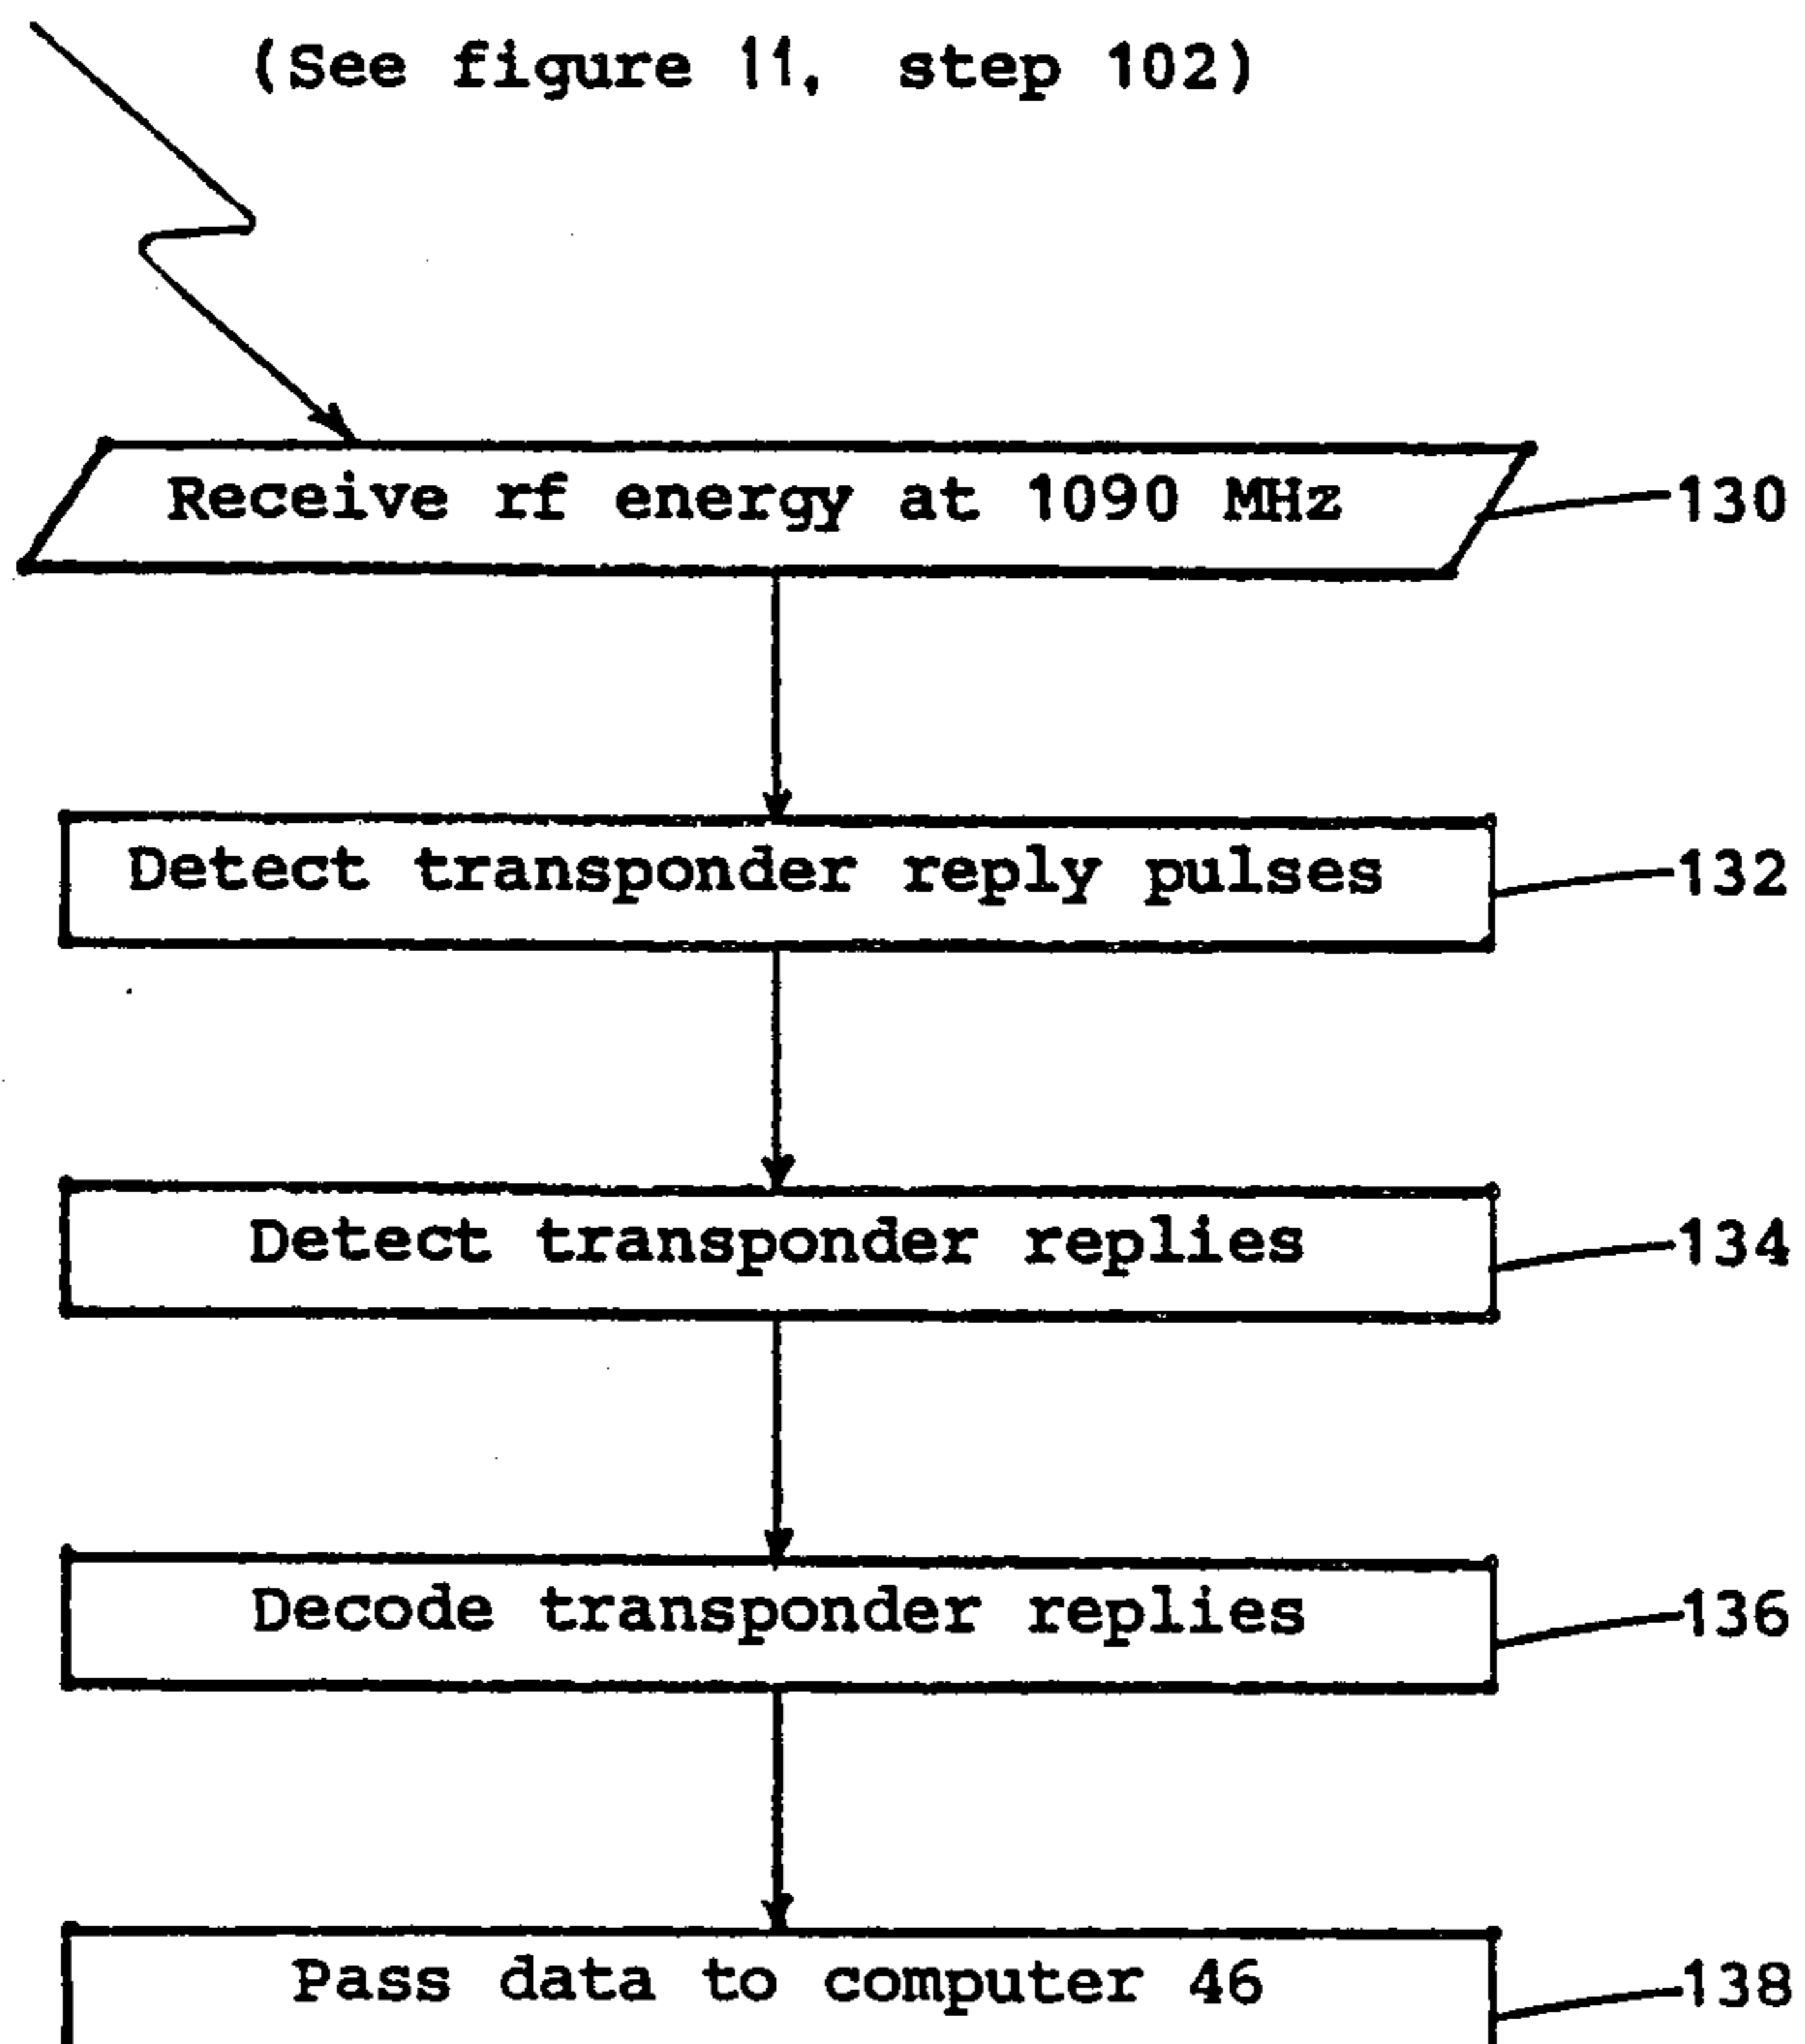 (See figure 11, step 102)
Receive rf energy at 1090 MHz 130
Detect transponder reply pulses 132
Detect transponder replies 134
Decode transponder replies 136
Pass data to computer 46 138